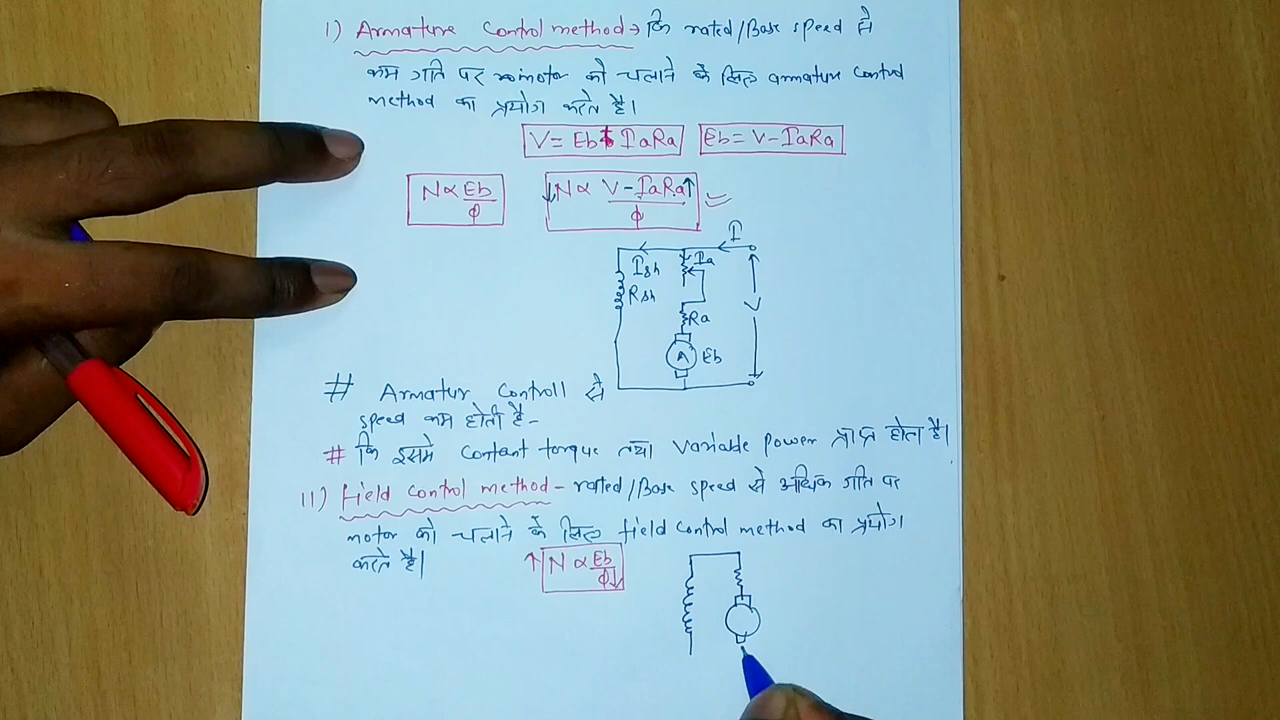 I) Armature Control method → कि rated/Base speed से
कम गति पर motor को चलाने के लिए armature control
method का प्रयोग करते है।
V = Eb + IaRa Eb = V - IaRa
N ∝ Eb/φ ↓N ∝ V - IaRa↑/φ
I
Ish Ia
Rsh
V
Ra
A Eb
# Armatur Controll से
speed कम होती है-
# कि इसमे Contant torque तथा Variable power प्राप्त होता है।
II) Field Control method - rated/Base speed से अधिक गति पर
motor को चलाने के लिए field control method का प्रयोग
करते है। ↑N ∝ Eb/φ↓